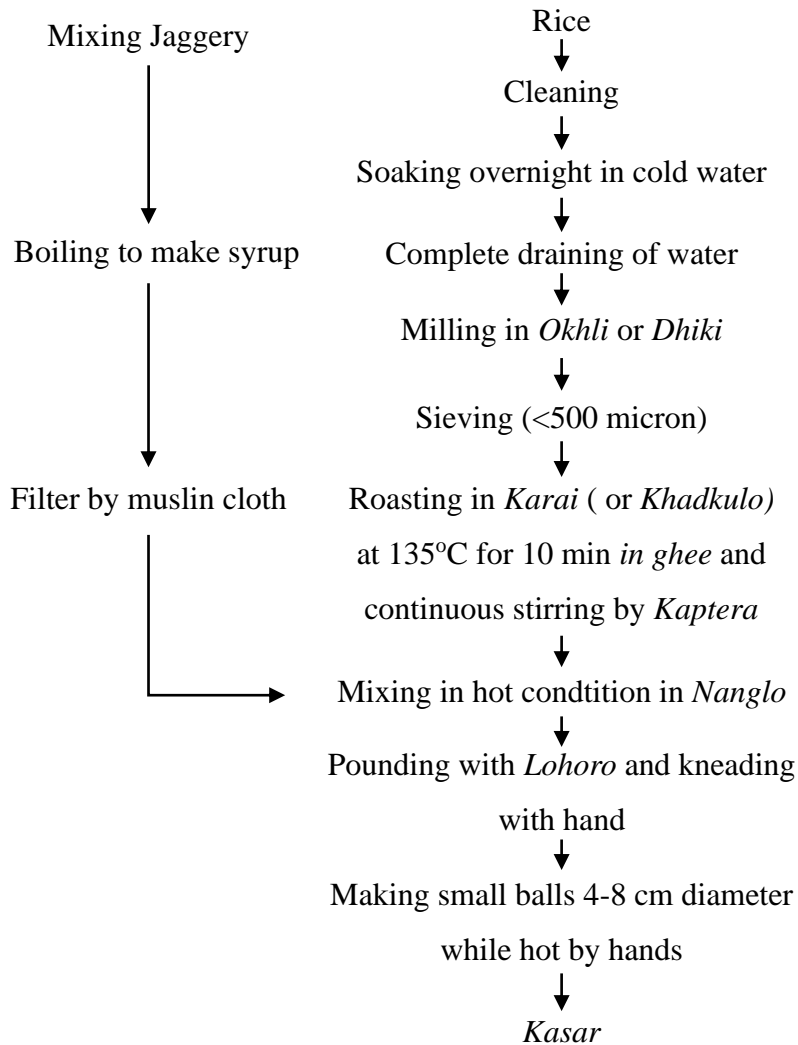 Mixing Jaggery
Boiling to make syrup
Filter by muslin cloth
Rice
Cleaning
Soaking overnight in cold water
Complete draining of water
Milling in Okhli or Dhiki
Sieving (<500 micron)
Roasting in Karai ( or Khadkulo)
at 135°C for 10 min in ghee and
continuous stirring by Kaptera
Mixing in hot condtition in Nanglo
Pounding with Lohoro and kneading
with hand
Making small balls 4-8 cm diameter
while hot by hands
Kasar